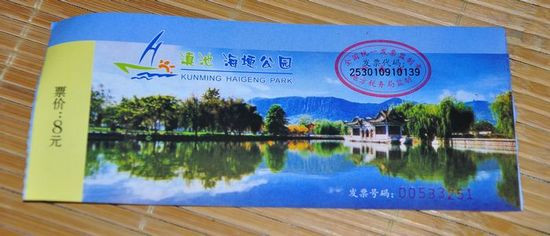 滇池 海埂公园
KUNMING HAIGENG PARK
发票代码:
253010910139
票价:8元
发票号码: 00533251